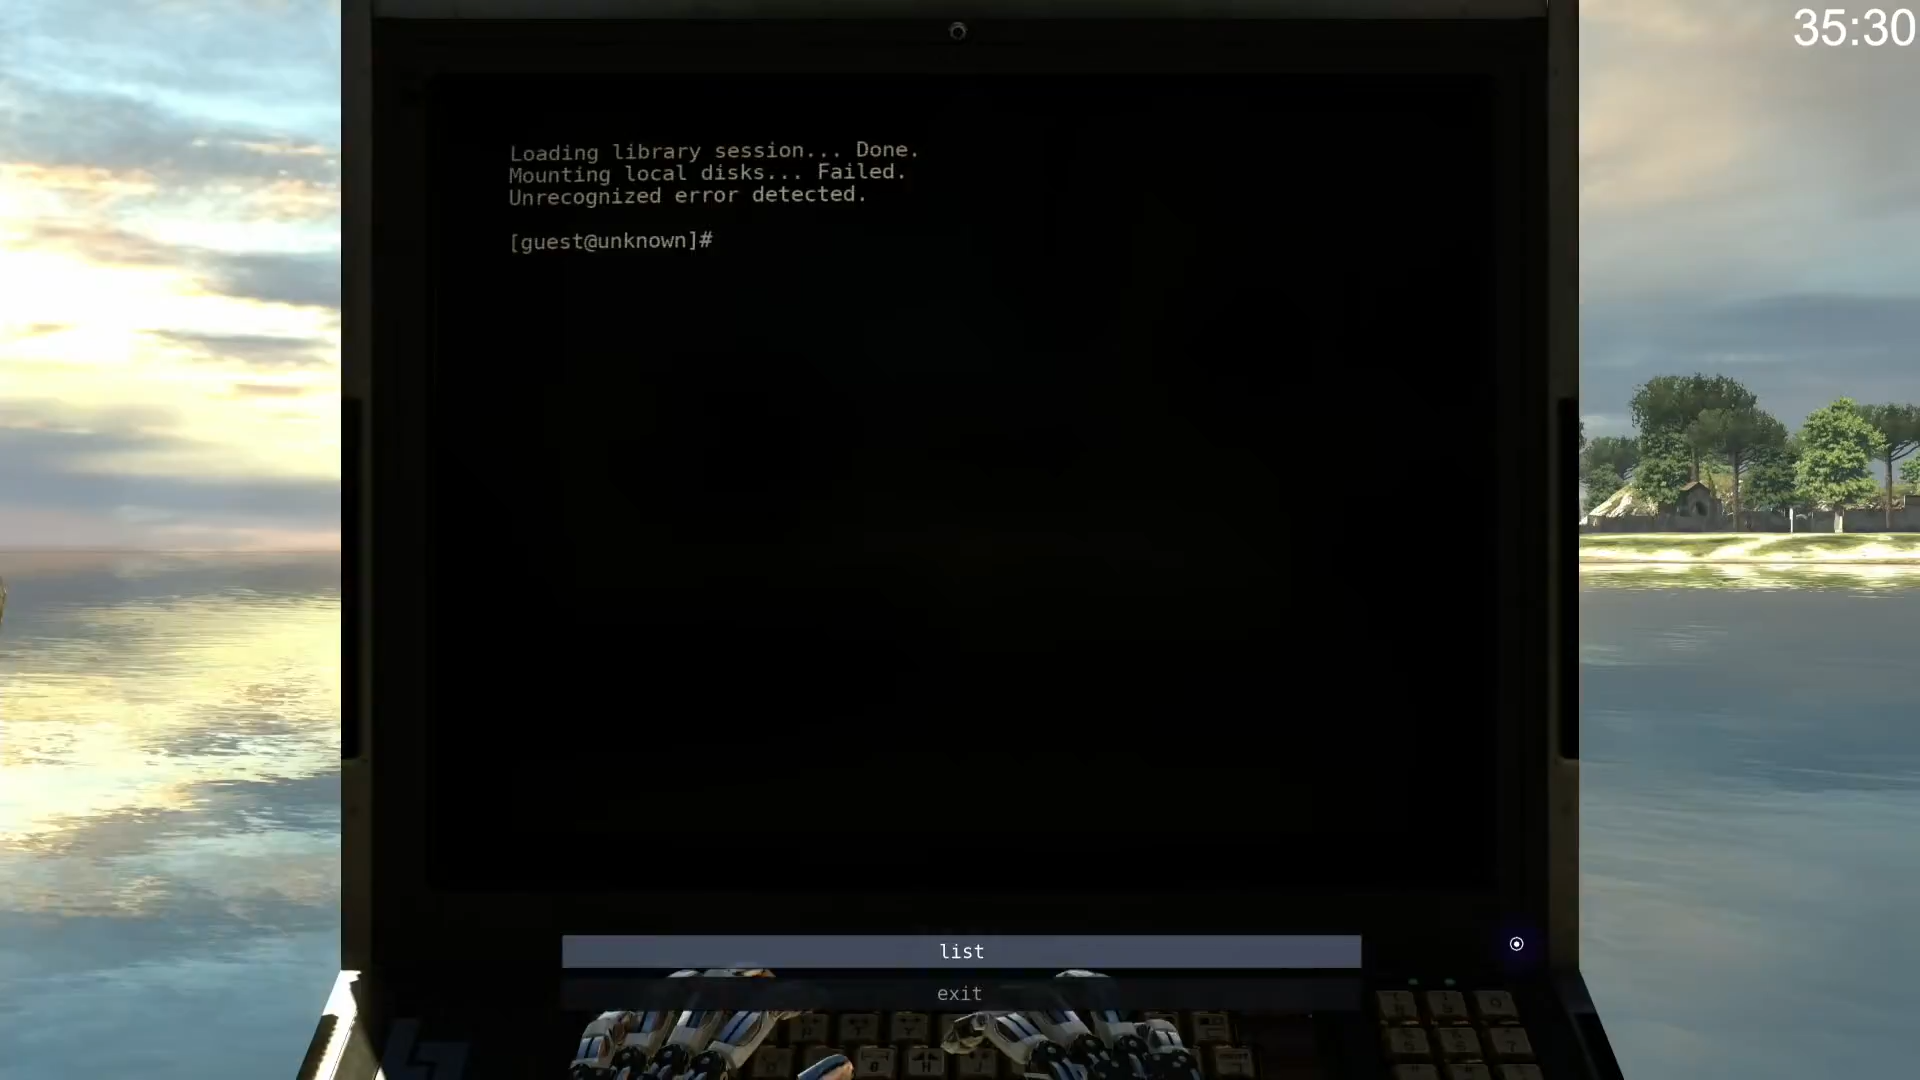 35:30
Loading library session... Done.
Mounting local disks... Failed.
Unrecognized error detected.
[guest@unknown]#
list
exit